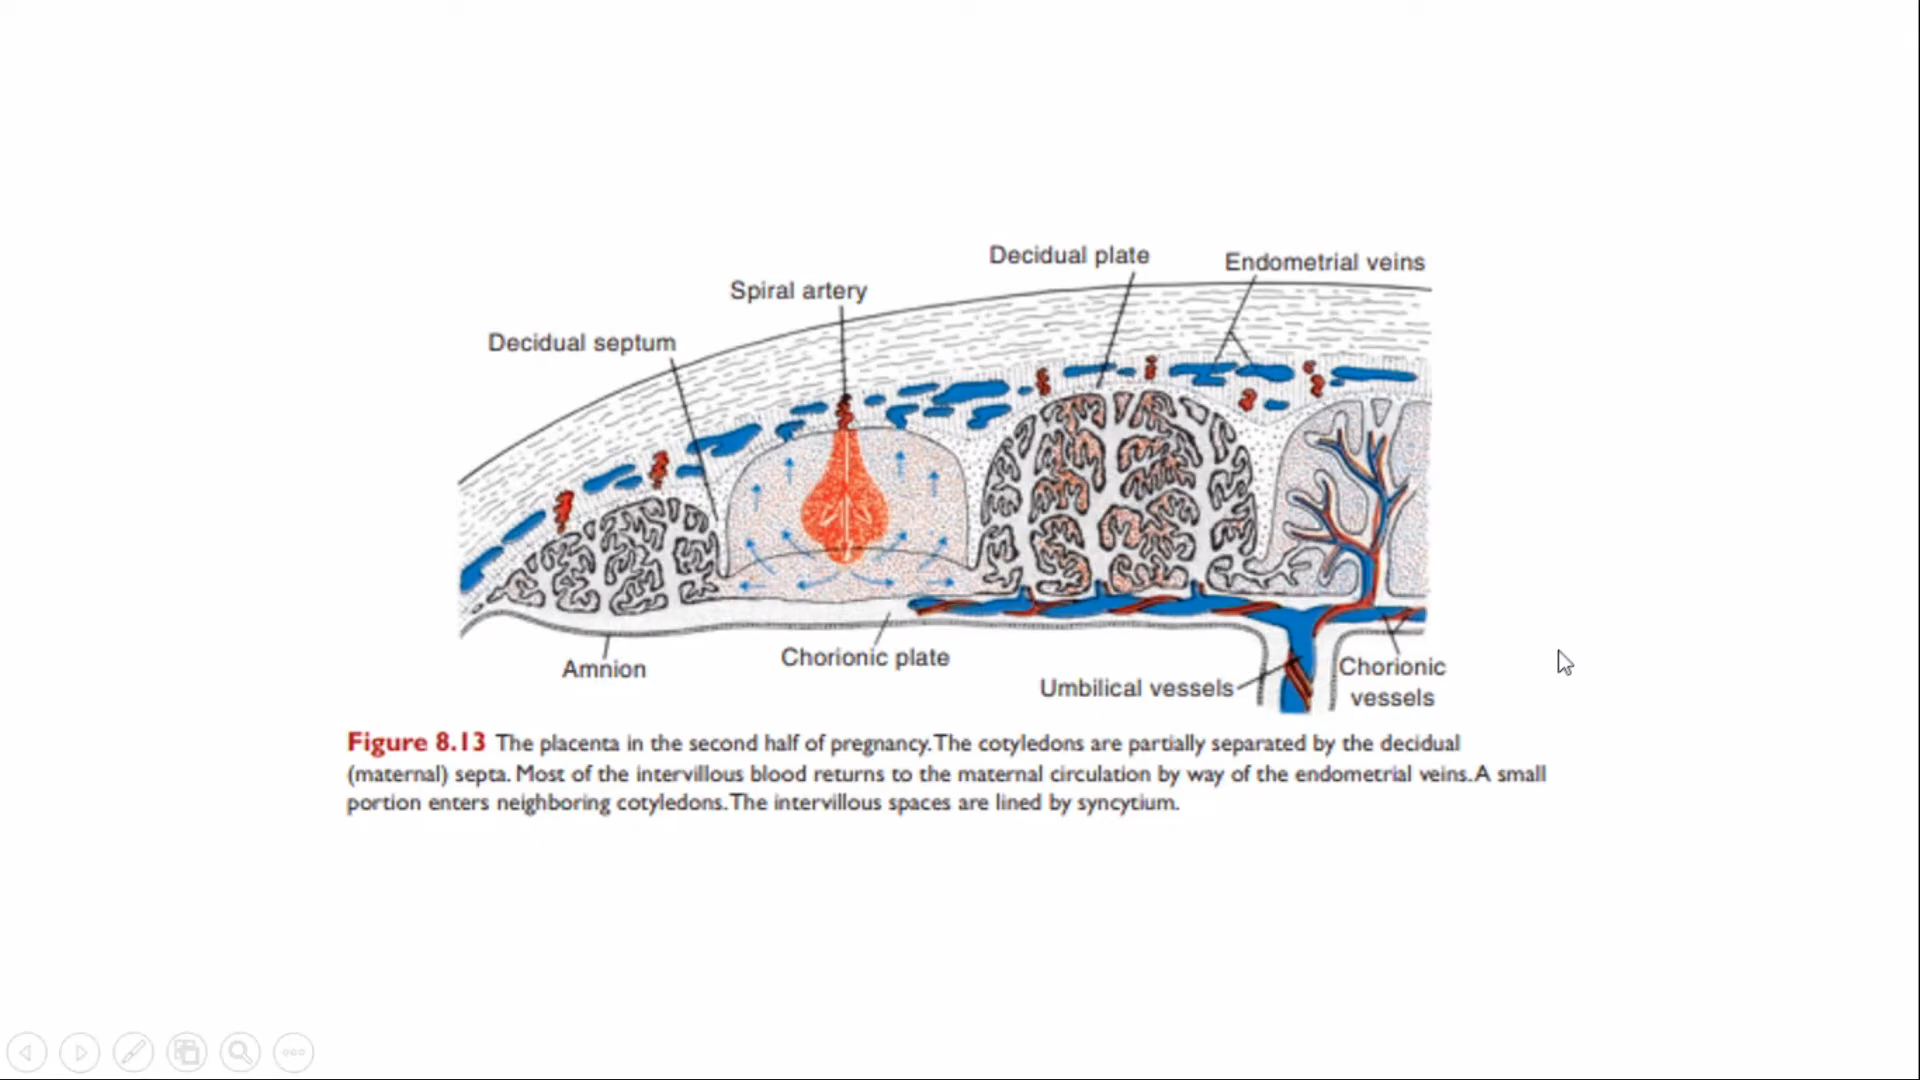 Decidual plate
Endometrial veins
Spiral artery
Decidual septum
Amnion
Chorionic plate
Umbilical vessels
Chorionic
vessels
Figure 8.13 The placenta in the second half of pregnancy. The cotyledons are partially separated by the decidual
(maternal) septa. Most of the intervillous blood returns to the maternal circulation by way of the endometrial veins. A small
portion enters neighboring cotyledons. The intervillous spaces are lined by syncytium.